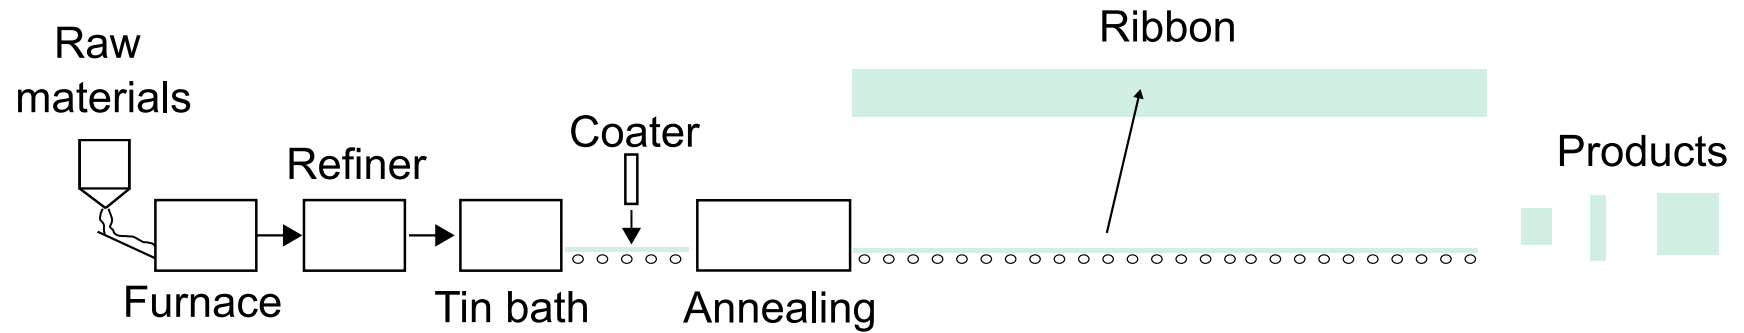 Raw
materials
Furnace
Refiner
Tin bath
Coater
Annealing
Ribbon
Products